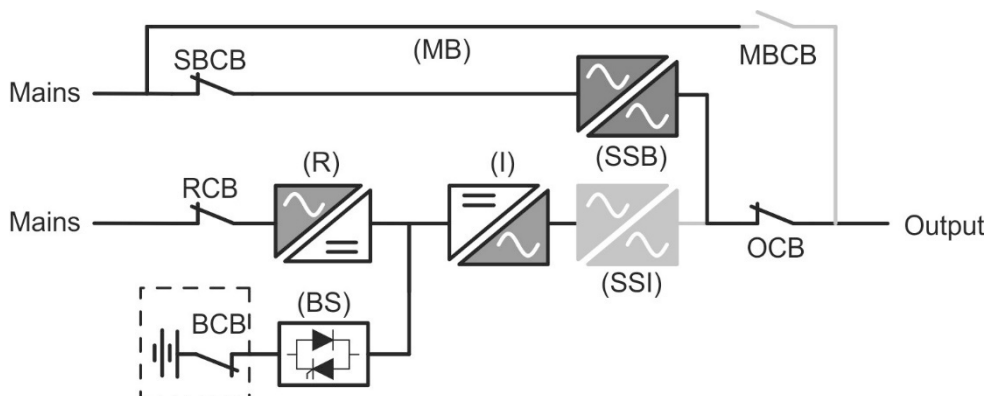 (MB)
MBCB
SBCB
Mains
(SSB)
(R)
(I)
RCB
Mains
Output
OCB
(SSI)
(BS)
BCB